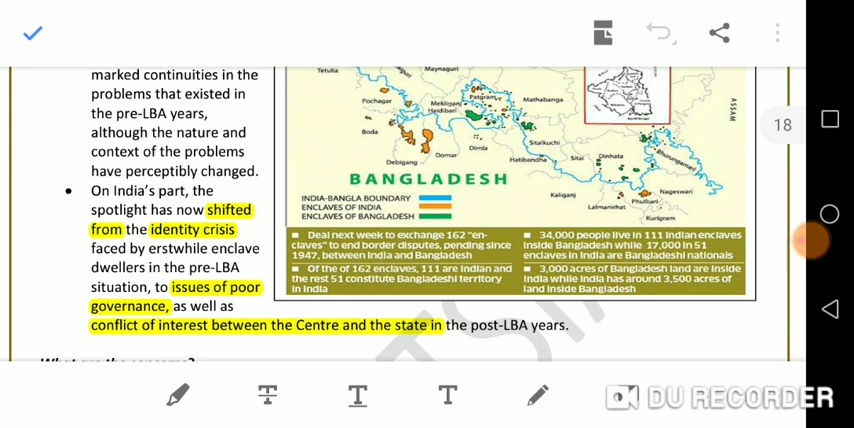 marked continuities in the
problems that existed in
the pre-LBA years,
although the nature and
context of the problems
have perceptibly changed.
• On India's part, the
spotlight has now shifted
from the identity crisis
faced by erstwhile enclave
dwellers in the pre-LBA
situation, to issues of poor
governance, as well as
conflict of interest between the Centre and the state in the post-LBA years.
Tetulia
Maynaguri
Pochagar
Mekliganj
Haldibari
Patgram
Mathabanga
ASSAM
Boda
Debigang
Domar
Dimla
Hatibandha
Sitalkuchi
Sitai
Dinhata
Bhurungamari
BANGLADESH
Kaliganj
Lalmanirhat
Phulbari
Nageswari
Kurigram
INDIA-BANGLA BOUNDARY
ENCLAVES OF INDIA
ENCLAVES OF BANGLADESH
Deal next week to exchange 162 "en-
claves" to end border disputes, pending since
1947, between India and Bangladesh
Of the of 162 enclaves, 111 are Indian and
the rest 51 constitute Bangladeshi territory
in India
34,000 people live in 111 Indian enclaves
inside Bangladesh while 17,000 in 51
enclaves in India are Bangladeshi nationals
3,000 acres of Bangladesh land are inside
India while India has around 3,500 acres of
land inside Bangladesh
What are the concerns?
18
T
T
T
DU RECORDER